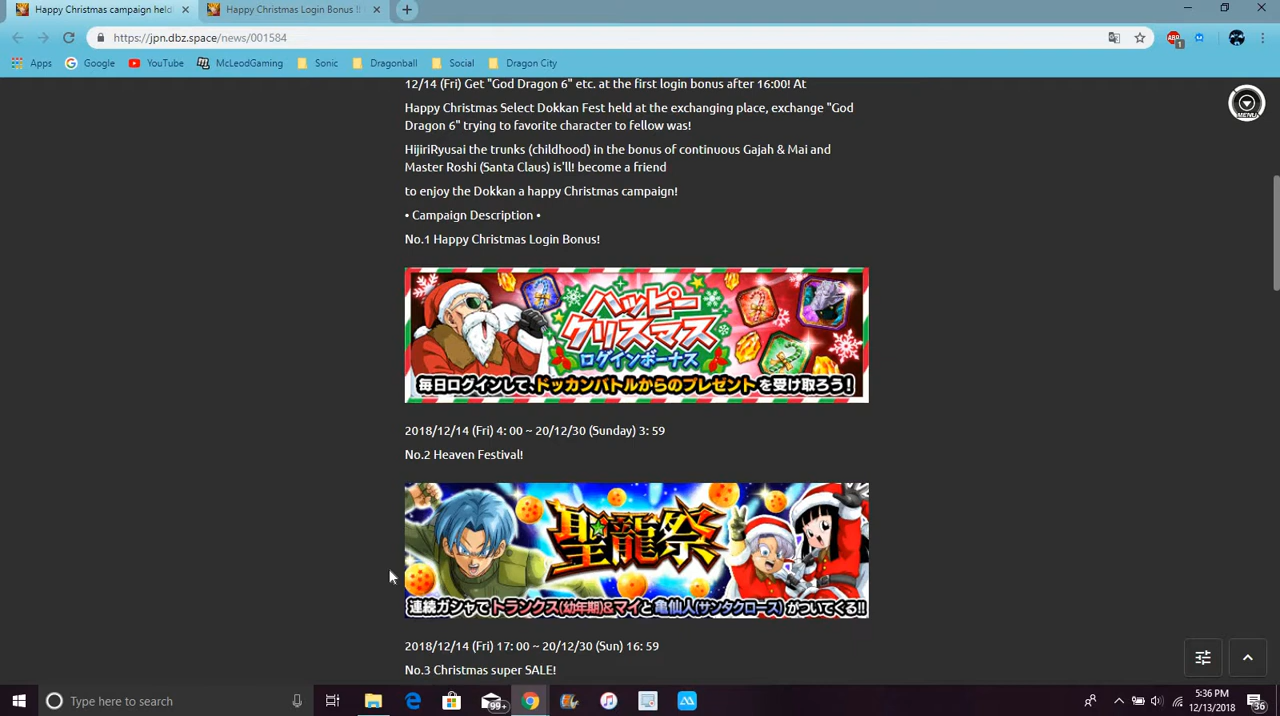 Happy Christmas campaign held
Happy Christmas Login Bonus !!
https://jpn.dbz.space/news/001584
ABP
1
Apps
Google
YouTube
McLeodGaming
Sonic
Dragonball
Social
Dragon City
MENU
12/14 (Fri) Get "God Dragon 6" etc. at the first login bonus after 16:00! At
Happy Christmas Select Dokkan Fest held at the exchanging place, exchange "God
Dragon 6" trying to favorite character to fellow was!
HijiriRyusai the trunks (childhood) in the bonus of continuous Gajah & Mai and
Master Roshi (Santa Claus) is'll! become a friend
to enjoy the Dokkan a happy Christmas campaign!
• Campaign Description •
No.1 Happy Christmas Login Bonus!
ハッピー
クリスマス
ログインボーナス
毎日ログインして、ドッカンバトルからのプレゼントを受け取ろう!
2018/12/14 (Fri) 4: 00 ~ 20/12/30 (Sunday) 3: 59
No.2 Heaven Festival!
聖龍祭
連続ガシャでトランクス(幼年期)&マイと亀仙人(サンタクロース)がついてくる!!
2018/12/14 (Fri) 17: 00 ~ 20/12/30 (Sun) 16: 59
No.3 Christmas super SALE!
Type here to search
99+
5:36 PM
12/13/2018
36